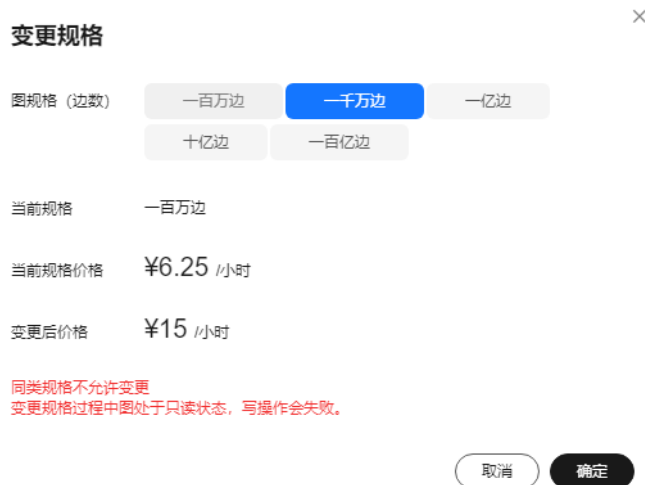 变更规格
图规格（边数） 一百万边 一千万边 一亿边
十亿边 一百亿边
当前规格 一百万边
当前规格价格 ¥6.25 /小时
变更后价格 ¥15 /小时
同类规格不允许变更
变更规格过程中图处于只读状态，写操作会失败。
取消 确定